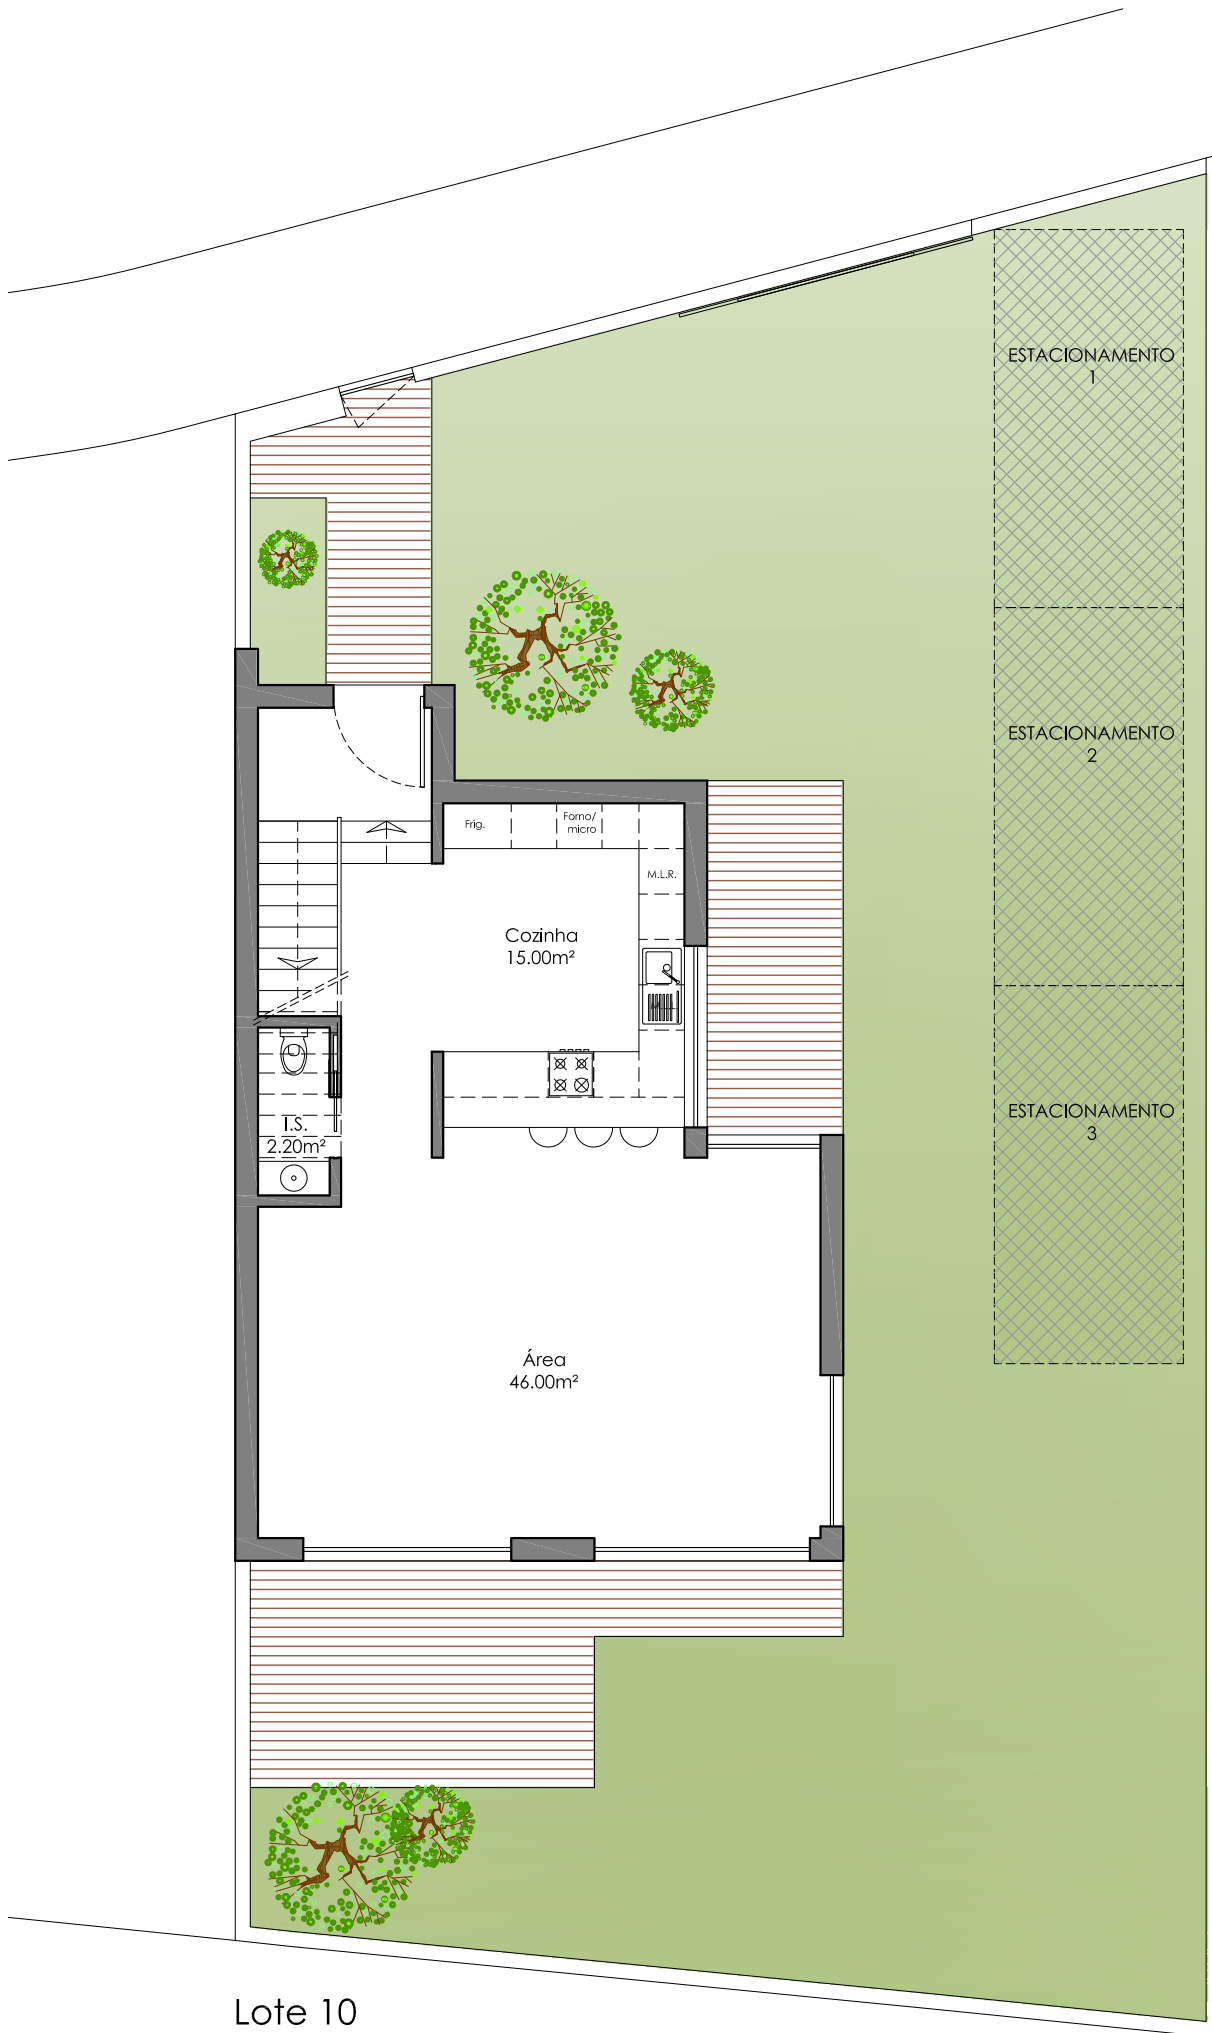 ESTACIONAMENTO
1
ESTACIONAMENTO
2
Frig.
Forno/
micro
M.L.R.
Cozinha
15.00m²
I.S.
2.20m²
ESTACIONAMENTO
3
Área
46.00m²
Lote 10